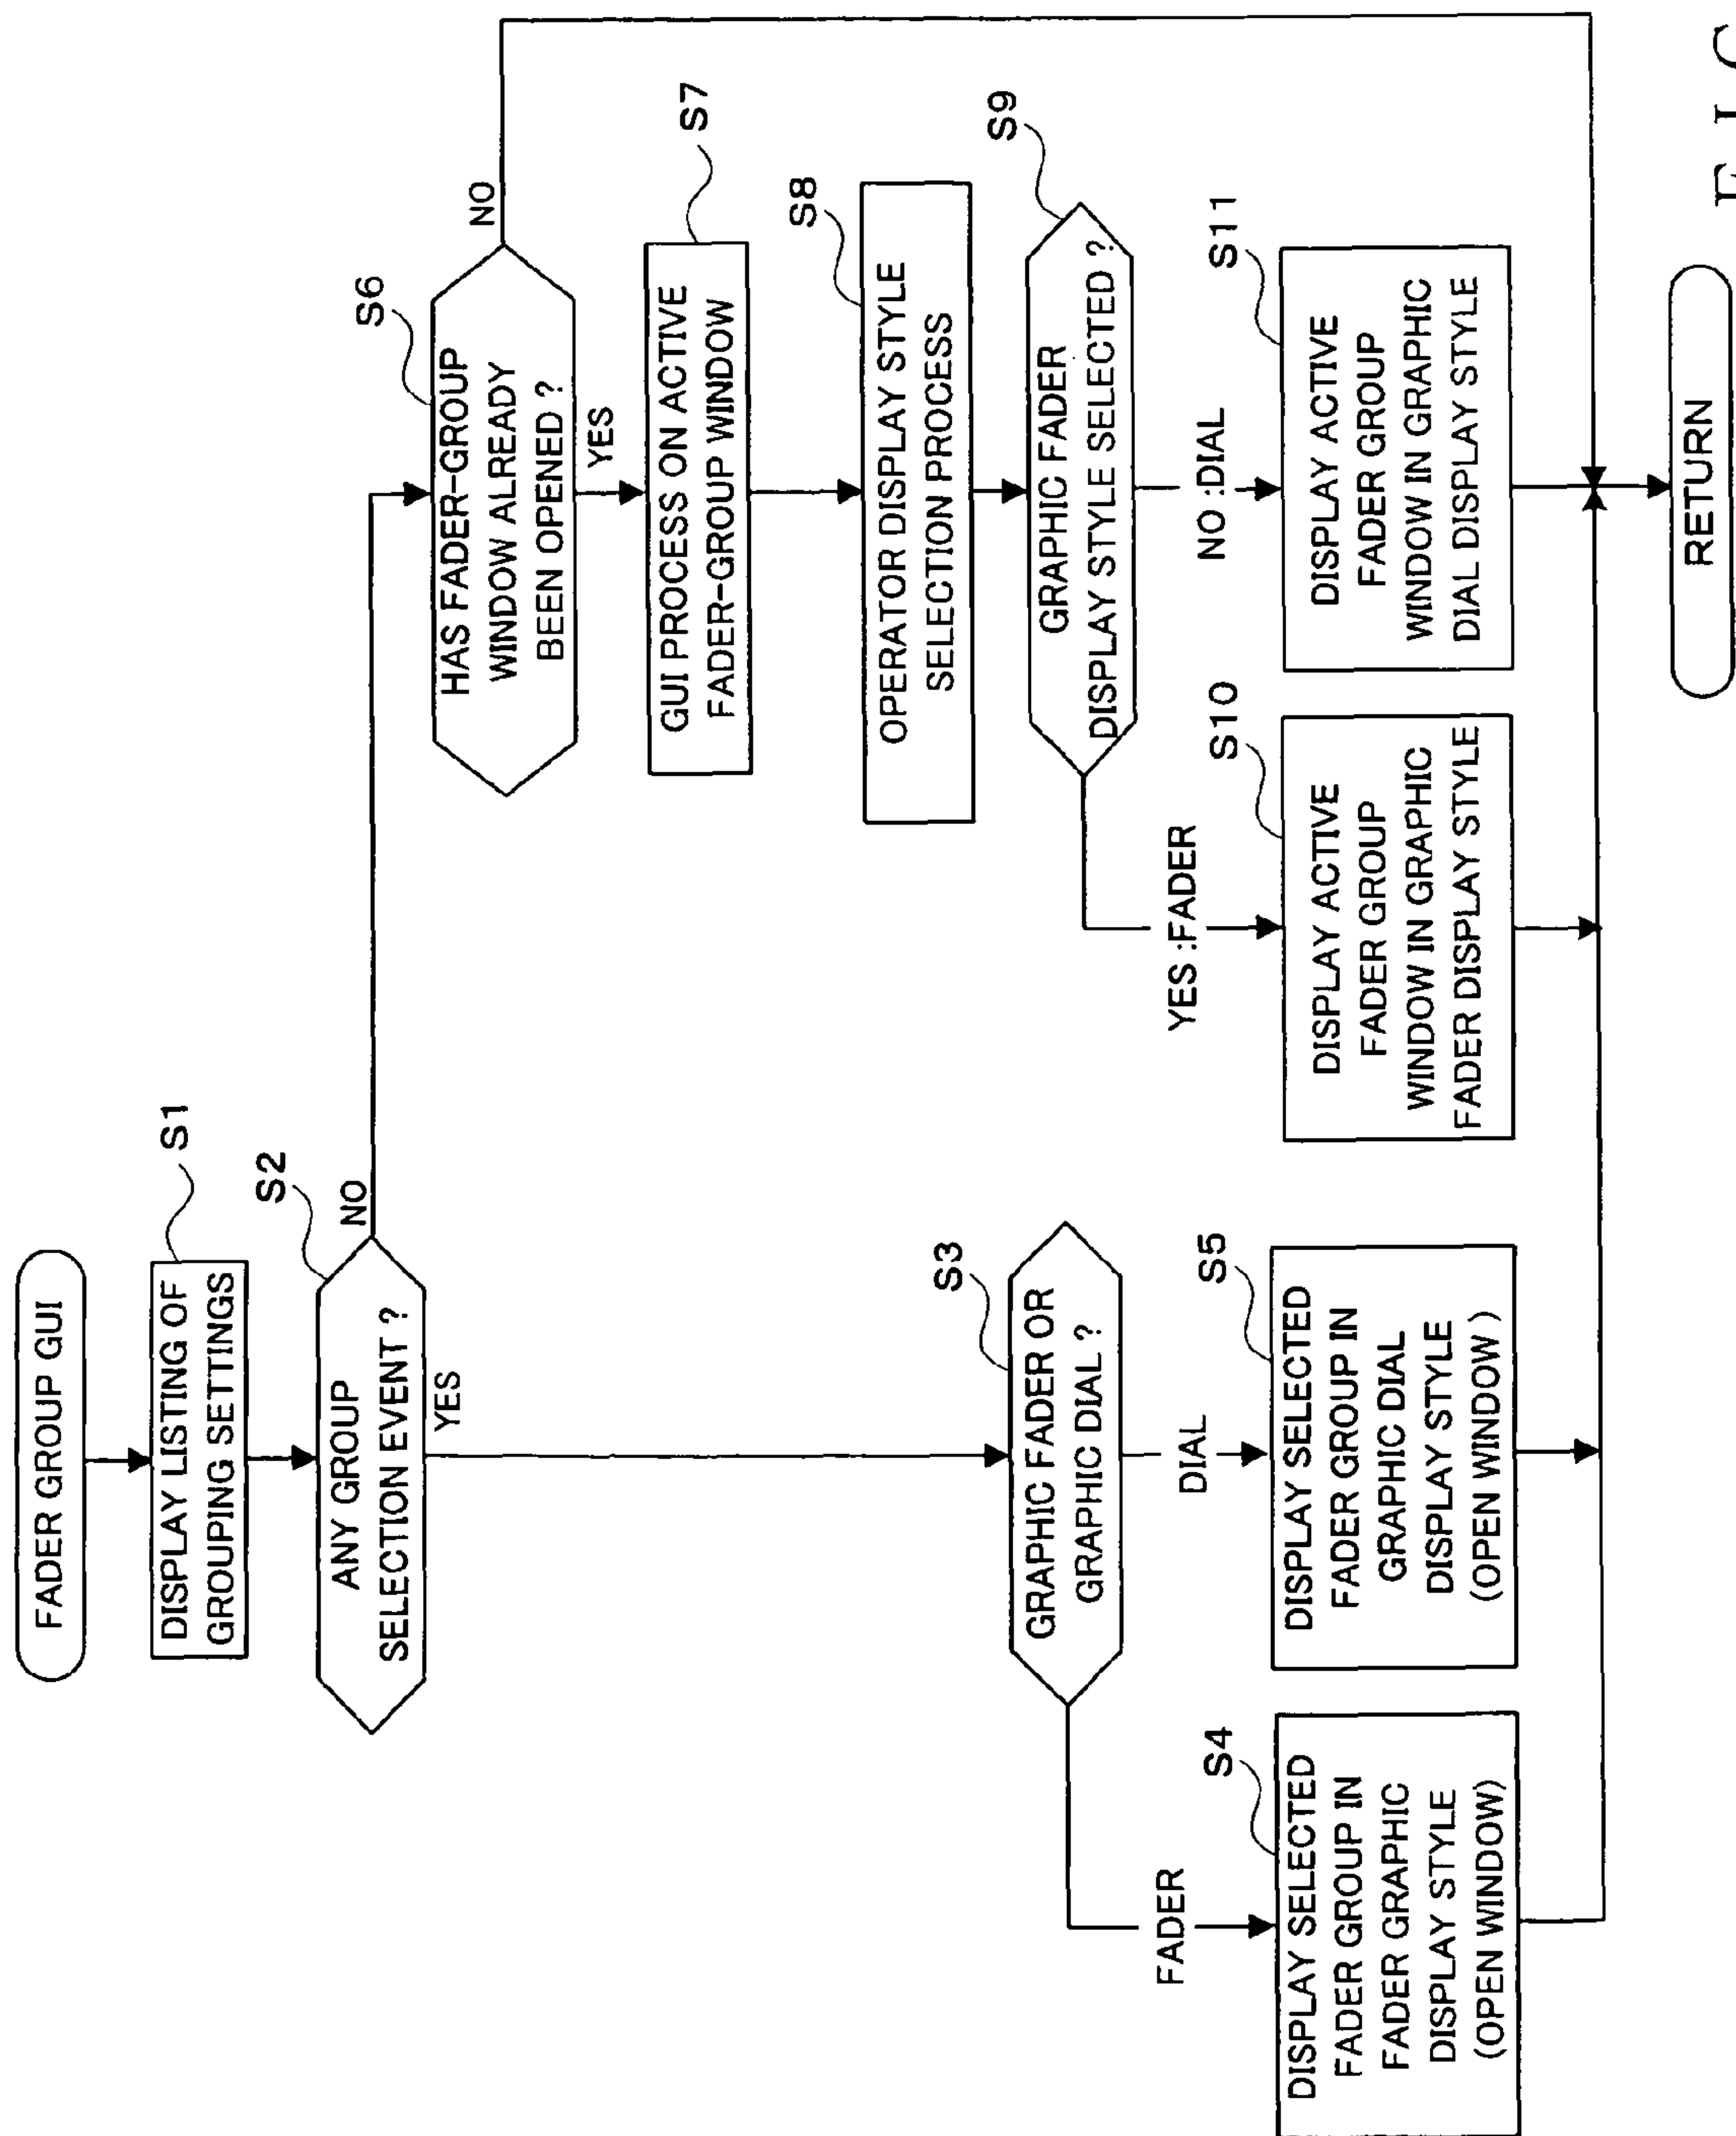 FADER GROUP GUI
S1
DISPLAY LISTING OF
GROUPING SETTINGS
S2
ANY GROUP
SELECTION EVENT ?
NO
YES
S3
GRAPHIC FADER OR
GRAPHIC DIAL ?
FADER
DIAL
S4
DISPLAY SELECTED
FADER GROUP IN
FADER GRAPHIC
DISPLAY STYLE
(OPEN WINDOW)
S5
DISPLAY SELECTED
FADER GROUP IN
GRAPHIC DIAL
DISPLAY STYLE
(OPEN WINDOW )
S6
HAS FADER-GROUP
WINDOW ALREADY
BEEN OPENED ?
NO
YES
S7
GUI PROCESS ON ACTIVE
FADER-GROUP WINDOW
S8
OPERATOR DISPLAY STYLE
SELECTION PROCESS
S9
GRAPHIC FADER
DISPLAY STYLE SELECTED ?
YES :FADER
NO :DIAL
S10
DISPLAY ACTIVE
FADER GROUP
WINDOW IN GRAPHIC
FADER DISPLAY STYLE
S11
DISPLAY ACTIVE
FADER GROUP
WINDOW IN GRAPHIC
DIAL DISPLAY STYLE
RETURN